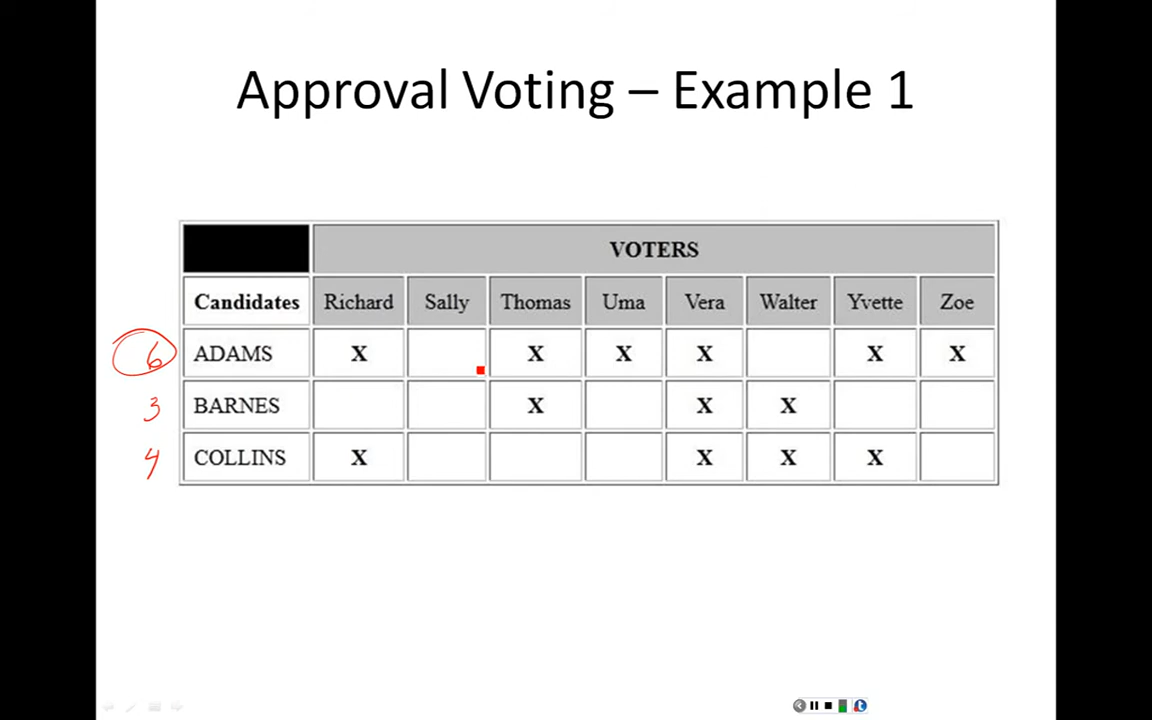 Approval Voting – Example 1
VOTERS
Candidates Richard Sally Thomas Uma Vera Walter Yvette Zoe
6 ADAMS X X X X X X
3 BARNES X X X
4 COLLINS X X X X